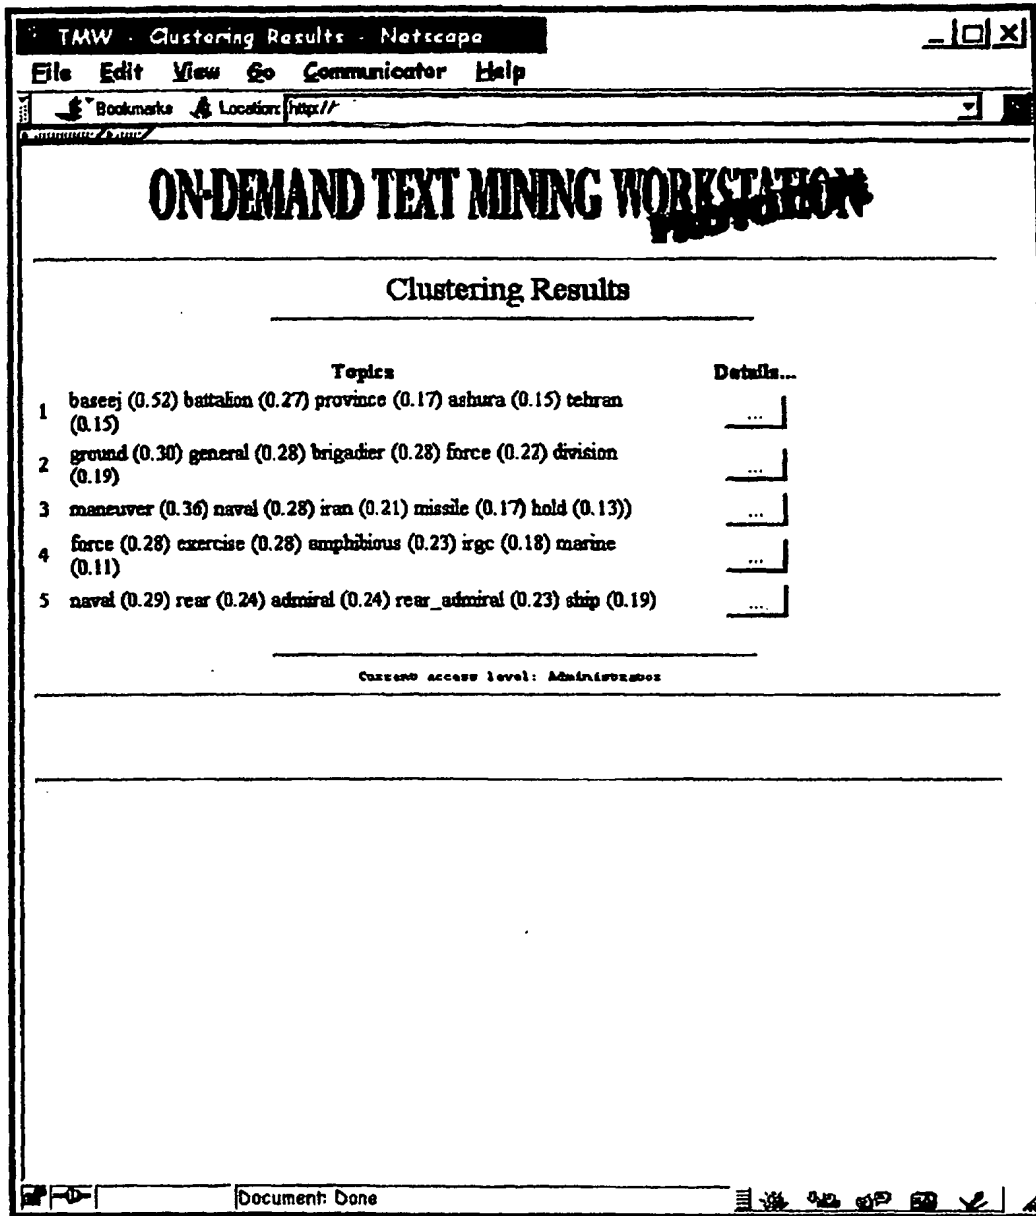 TMW - Clustering Results - Netscape
File Edit View Go Communicator Help
Bookmarks Location: http://
ON-DEMAND TEXT MINING WORKSTATION
Clustering Results
Topics Details...
1 baseej (0.52) battalion (0.27) province (0.17) ashura (0.15) tehran
(0.15)
...
2 ground (0.30) general (0.28) brigadier (0.28) force (0.22) division
(0.19)
...
3 maneuver (0.36) naval (0.28) iran (0.21) missile (0.17) hold (0.13))
...
4 force (0.28) exercise (0.28) amphibious (0.23) irgc (0.18) marine
(0.11)
...
5 naval (0.29) rear (0.24) admiral (0.24) rear_admiral (0.23) ship (0.19)
...
Current access level: Administrator
Document: Done